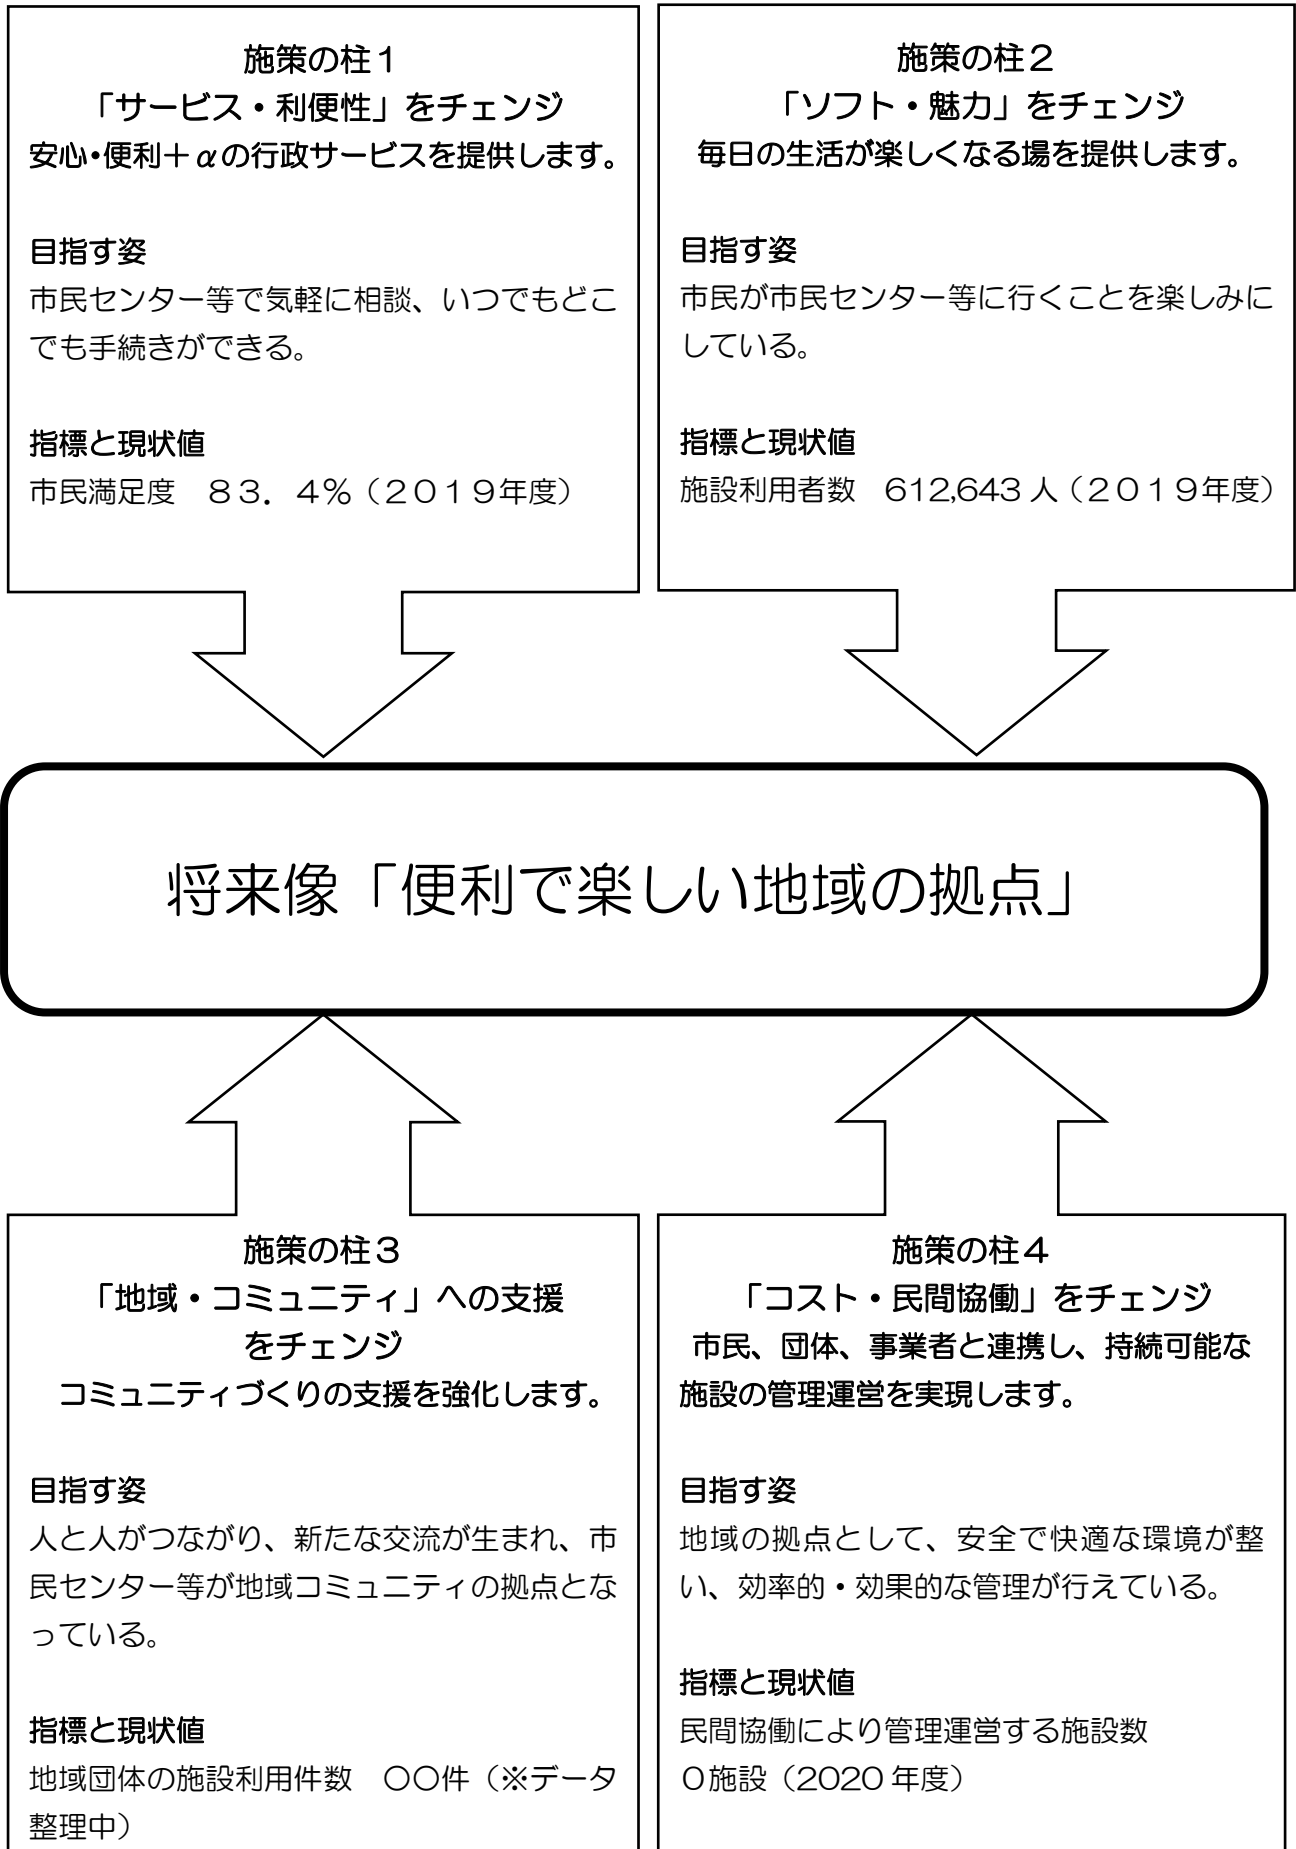 施策の柱1
「サービス・利便性」をチェンジ
安心・便利+αの行政サービスを提供します。
目指す姿
市民センター等で気軽に相談、いつでもどこ
でも手続きができる。
指標と現状値
市民満足度　８３．４％（２０１９年度）
施策の柱２
「ソフト・魅力」をチェンジ
毎日の生活が楽しくなる場を提供します。
目指す姿
市民が市民センター等に行くことを楽しみに
している。
指標と現状値
施設利用者数　612,643 人（２０１９年度）
将来像「便利で楽しい地域の拠点」
施策の柱３
「地域・コミュニティ」への支援
をチェンジ
コミュニティづくりの支援を強化します。
目指す姿
人と人がつながり、新たな交流が生まれ、市
民センター等が地域コミュニティの拠点とな
っている。
指標と現状値
地域団体の施設利用件数　〇〇件（※データ
整理中）
施策の柱４
「コスト・民間協働」をチェンジ
市民、団体、事業者と連携し、持続可能な
施設の管理運営を実現します。
目指す姿
地域の拠点として、安全で快適な環境が整
い、効率的・効果的な管理が行えている。
指標と現状値
民間協働により管理運営する施設数
０施設（2020 年度）